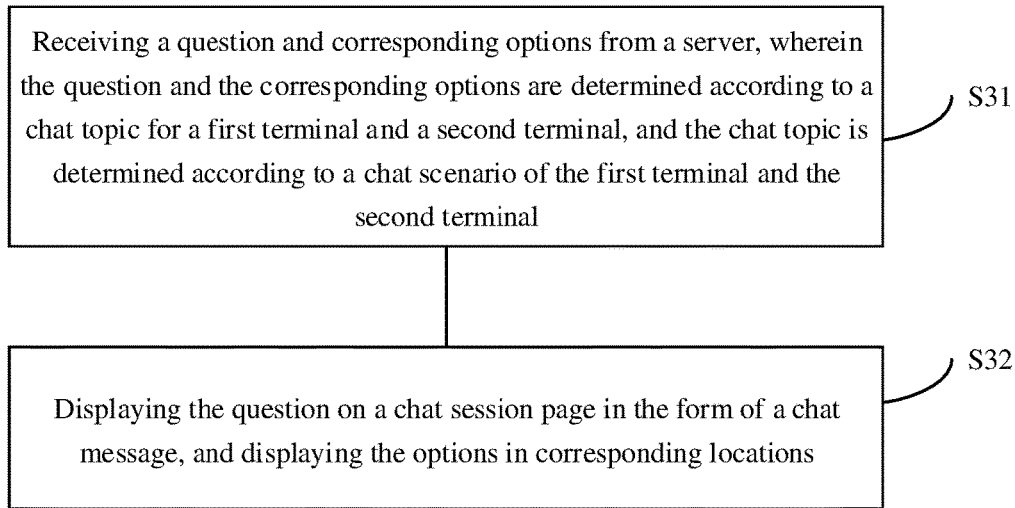 Receiving a question and corresponding options from a server, wherein
the question and the corresponding options are determined according to a
chat topic for a first terminal and a second terminal, and the chat topic is
determined according to a chat scenario of the first terminal and the
second terminal
S31
Displaying the question on a chat session page in the form of a chat
message, and displaying the options in corresponding locations
S32